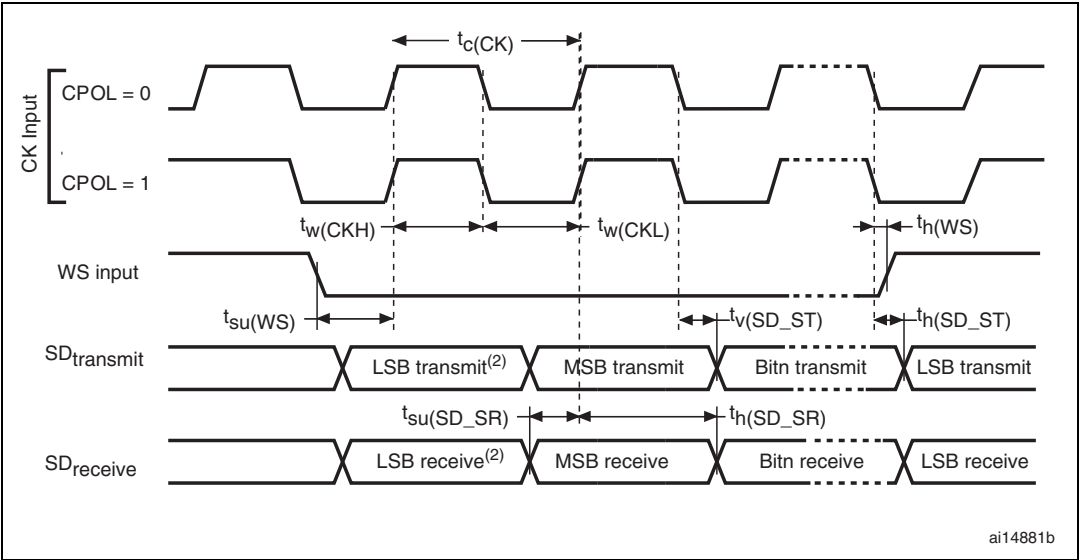 tc(CK)
CK Input
CPOL = 0
CPOL = 1
tw(CKH)
tw(CKL)
th(WS)
WS input
tsu(WS)
tv(SD_ST)
th(SD_ST)
SDtransmit
LSB transmit(2)
MSB transmit
Bitn transmit
LSB transmit
tsu(SD_SR)
th(SD_SR)
SDreceive
LSB receive(2)
MSB receive
Bitn receive
LSB receive
ai14881b